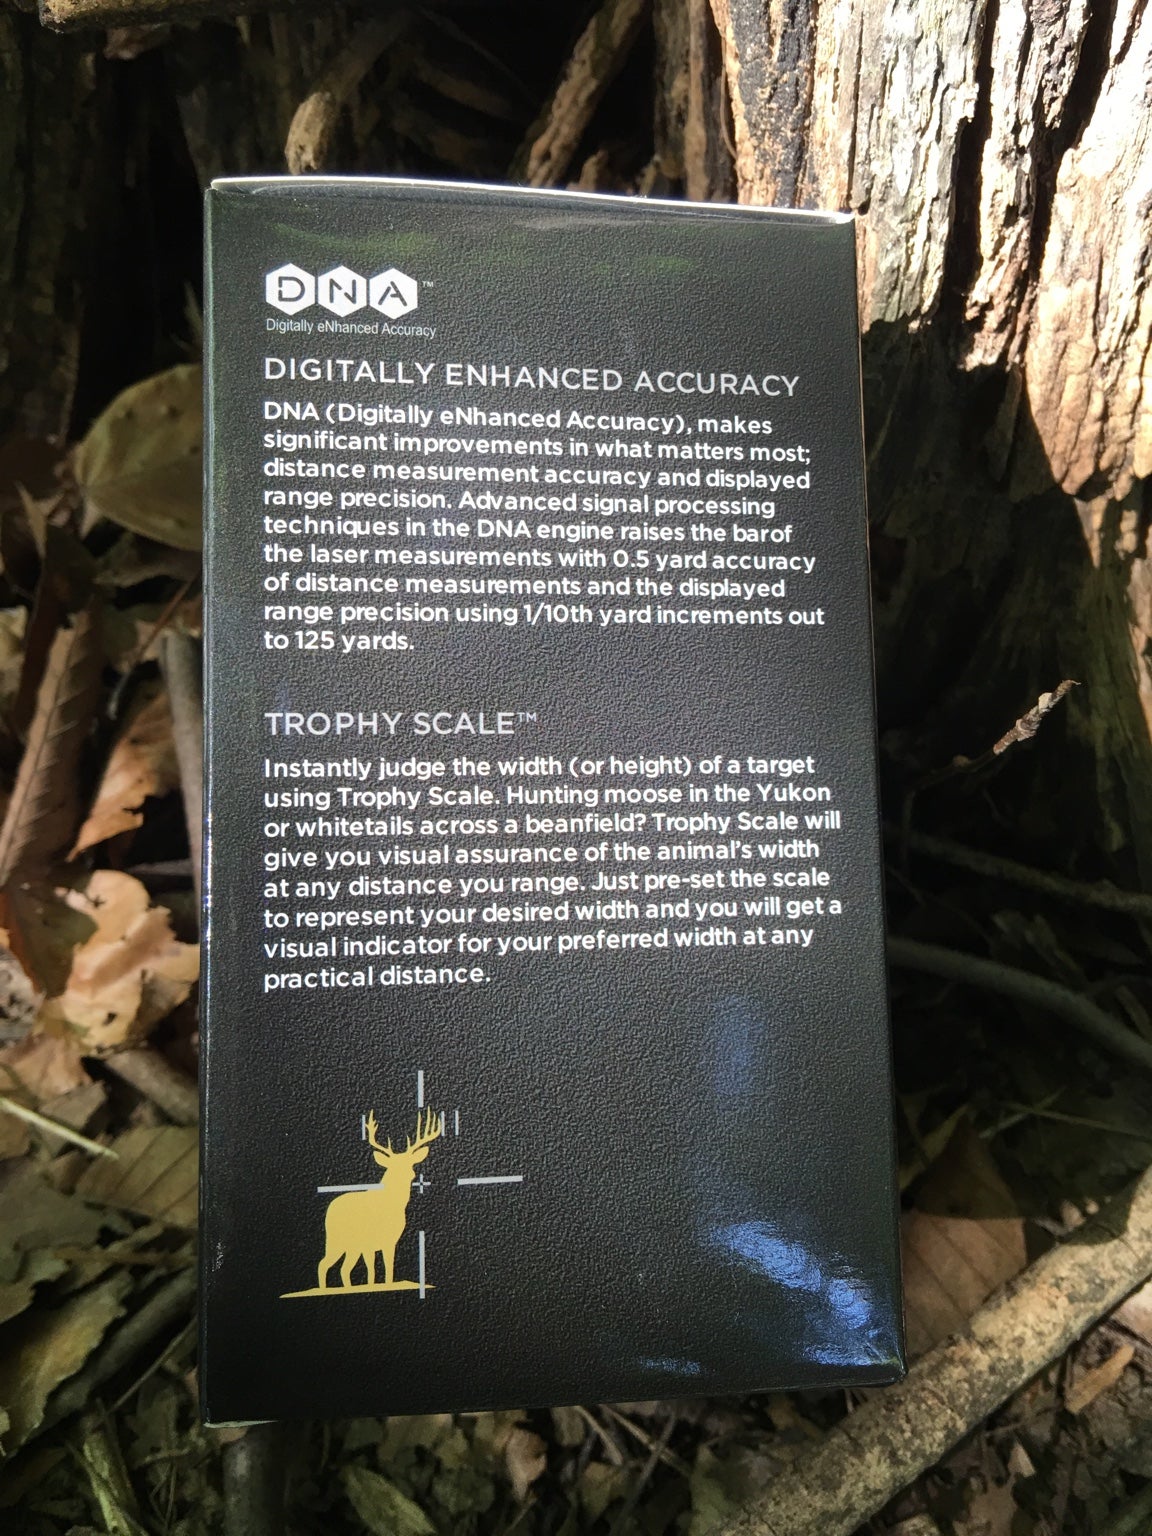 DNA™
Digitally eNhanced Accuracy
DIGITALLY ENHANCED ACCURACY
DNA (Digitally eNhanced Accuracy), makes
significant improvements in what matters most;
distance measurement accuracy and displayed
range precision. Advanced signal processing
techniques in the DNA engine raises the bar of
the laser measurements with 0.5 yard accuracy
of distance measurements and the displayed
range precision using 1/10th yard increments out
to 125 yards.
TROPHY SCALE™
Instantly judge the width (or height) of a target
using Trophy Scale. Hunting moose in the Yukon
or whitetails across a beanfield? Trophy Scale will
give you visual assurance of the animal's width
at any distance you range. Just pre-set the scale
to represent your desired width and you will get a
visual indicator for your preferred width at any
practical distance.